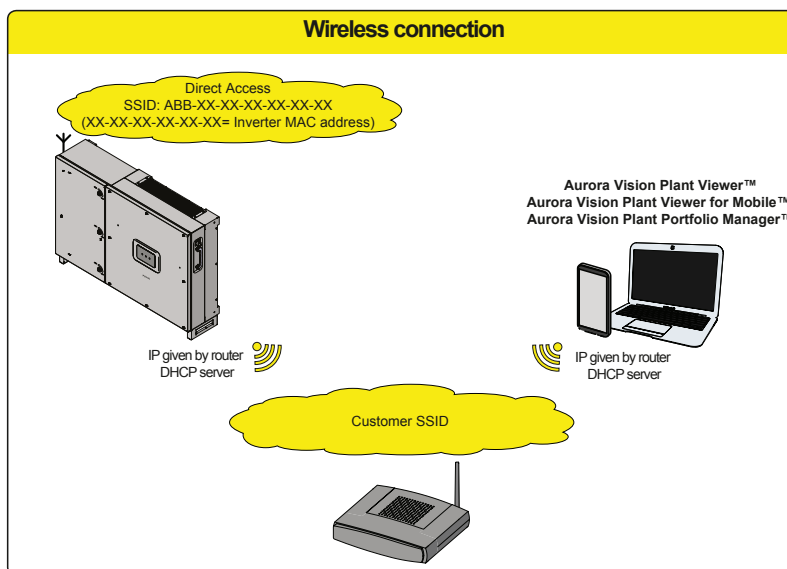 Wireless connection
Direct Access
SSID: ABB-XX-XX-XX-XX-XX-XX
(XX-XX-XX-XX-XX-XX= Inverter MAC address)
Aurora Vision Plant Viewer™
Aurora Vision Plant Viewer for Mobile™
Aurora Vision Plant Portfolio Manager™
IP given by router
DHCP server
IP given by router
DHCP server
Customer SSID